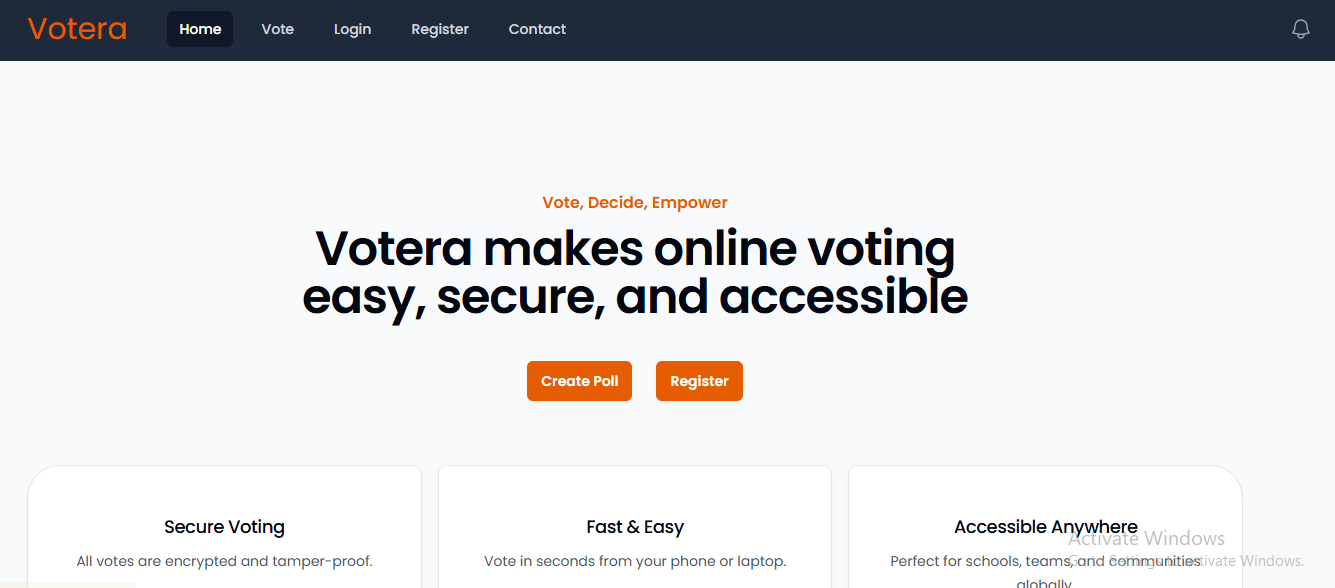 Votera Home Vote Login Register Contact
Vote, Decide, Empower
Votera makes online voting
easy, secure, and accessible
Create Poll Register
Secure Voting
All votes are encrypted and tamper-proof.
Fast & Easy
Vote in seconds from your phone or laptop.
Accessible Anywhere
Perfect for schools, teams, and communities
globally
Activate Windows
Go to Settings to activate Windows.